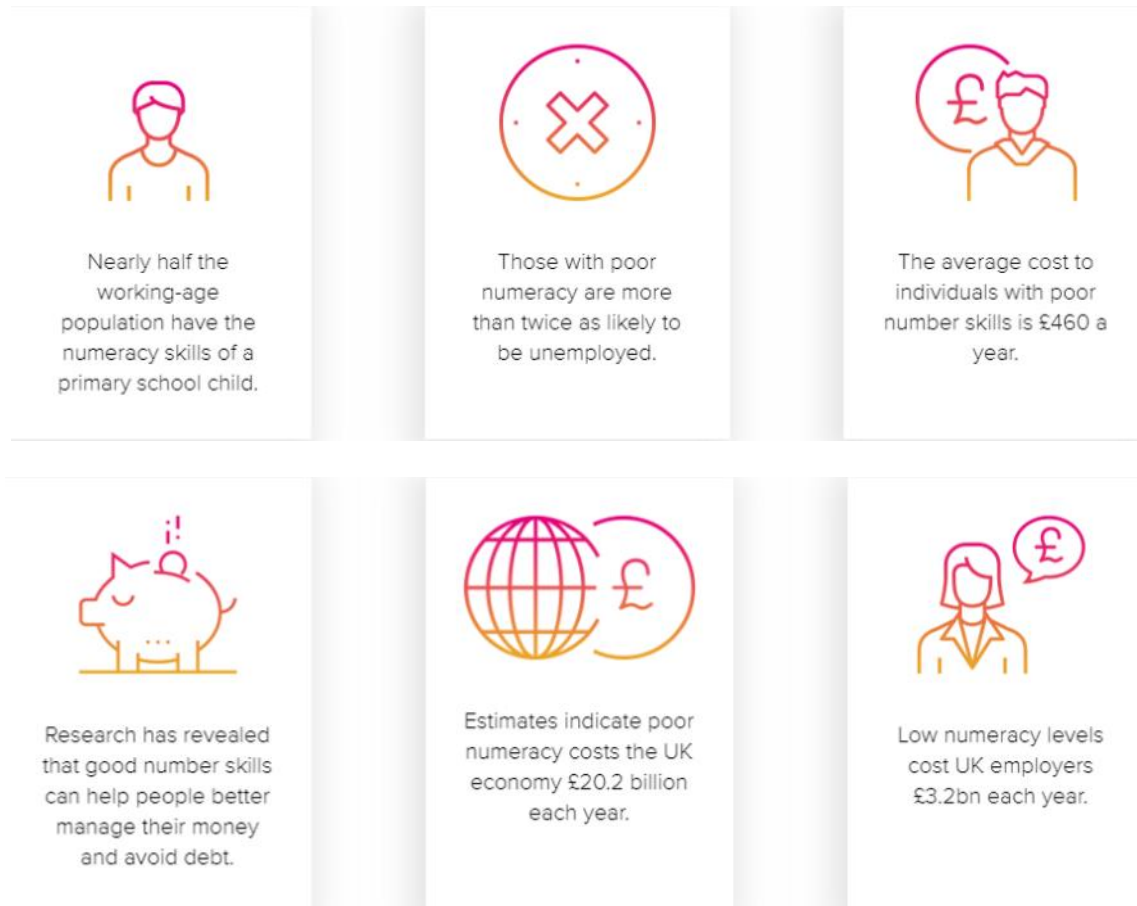 Nearly half the
working-age
population have the
numeracy skills of a
primary school child.
Those with poor
numeracy are more
than twice as likely to
be unemployed.
£
The average cost to
individuals with poor
number skills is £460 a
year.
Research has revealed
that good number skills
can help people better
manage their money
and avoid debt.
£
Estimates indicate poor
numeracy costs the UK
economy £20.2 billion
each year.
£
Low numeracy levels
cost UK employers
£3.2bn each year.